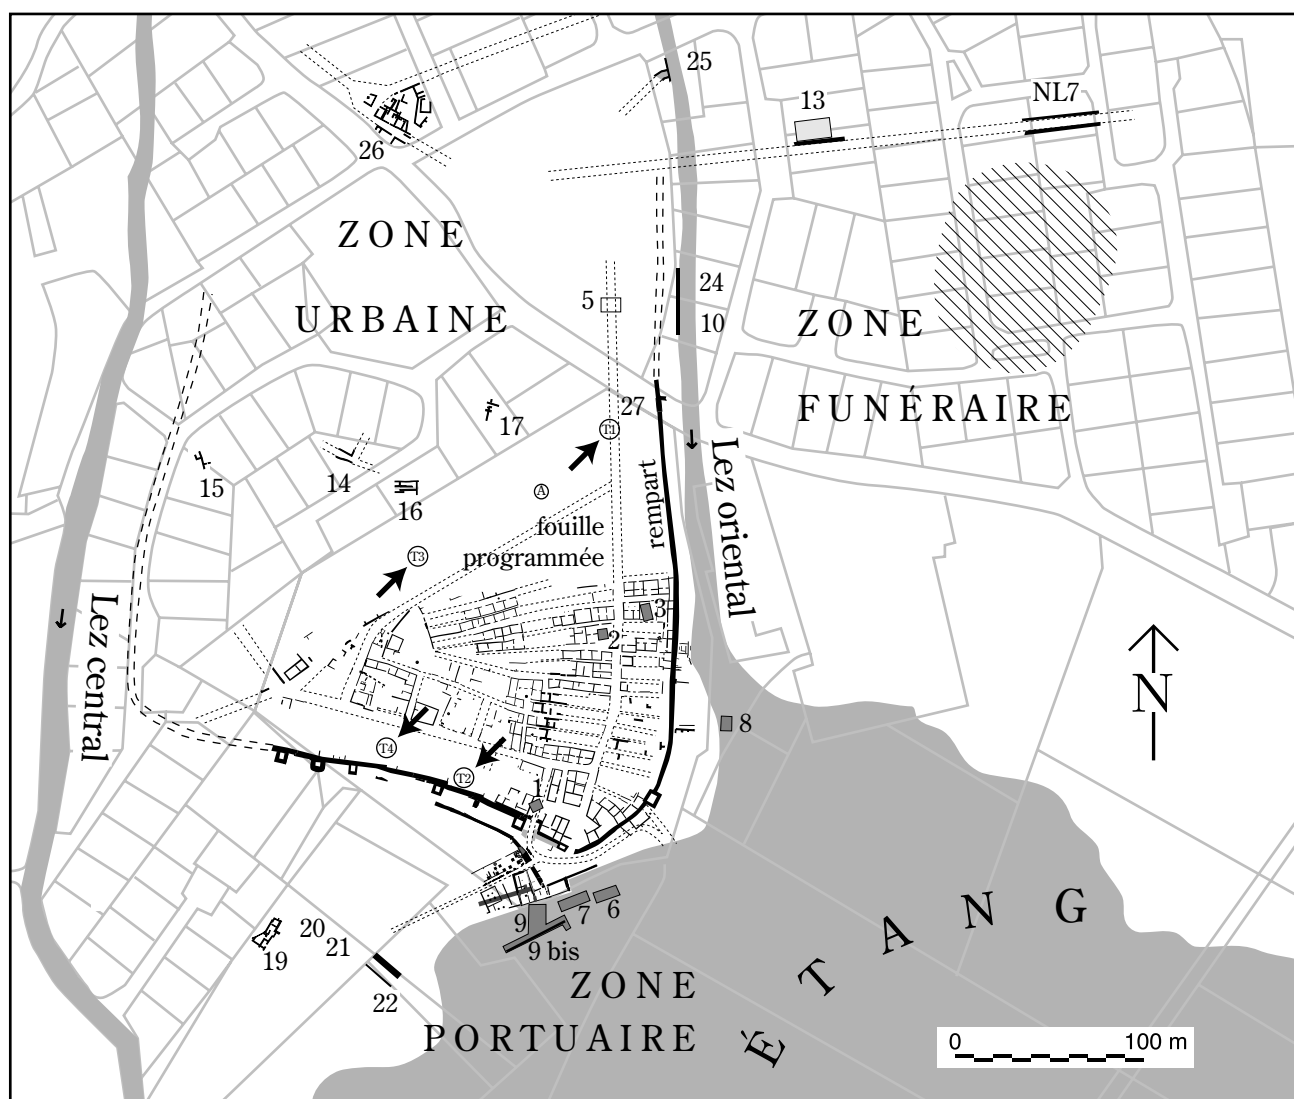 25
13
NL7
26
ZONE
URBAINE
5
24
10
ZONE
FUNÉRAIRE
27
17
T1
14
15
16
A
rempart
Lez oriental
fouille
programmée
T3
3
2
Lez central
N
8
T4
T2
1
9
7
6
9 bis
20
21
19
22
ZONE
PORTUAIRE
ÉTANG
0 100 m